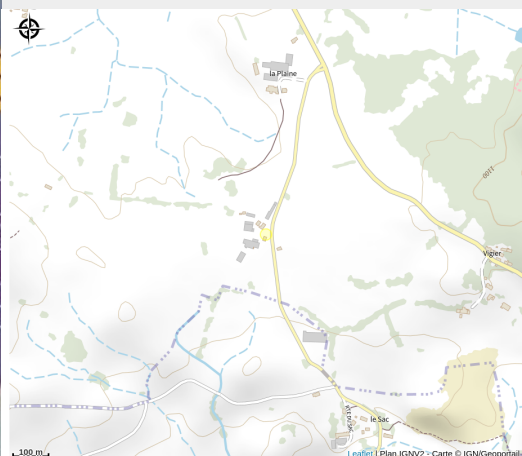 la Plaine
1100
Vigier
le Sac
100 m
Leaflet | Plan IGNV2 - Carte © IGN/Geoportail